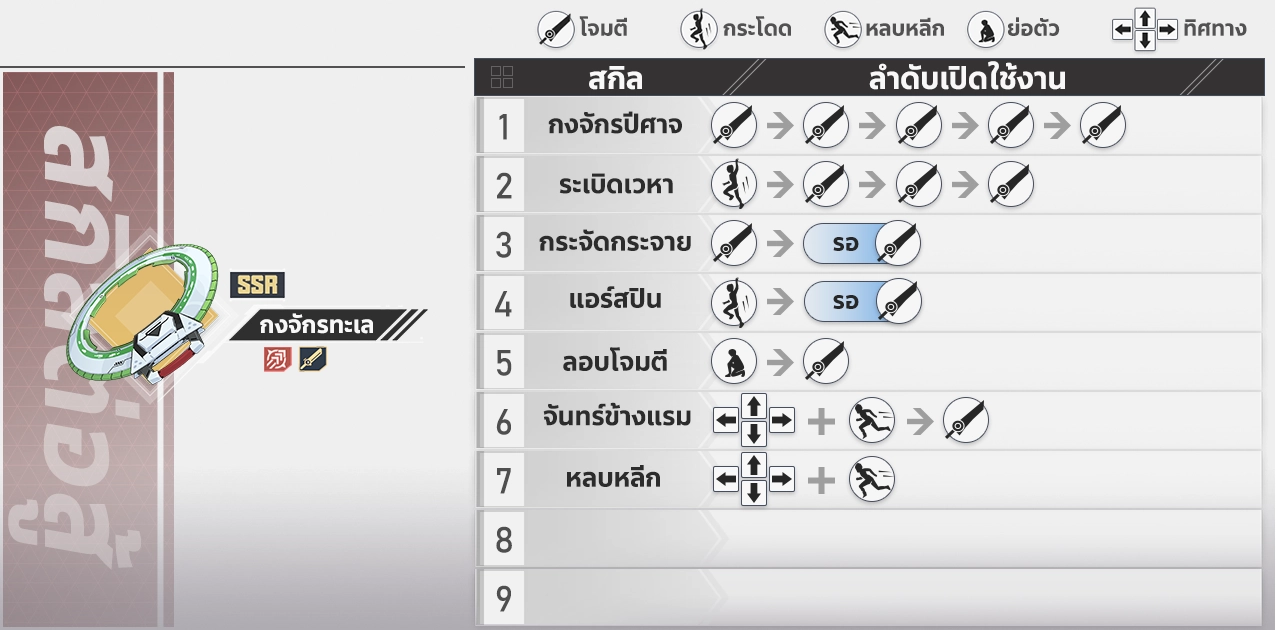 โจมตี กระโดด หลบหลีก ย่อตัว ทิศทาง
สกิล ลำดับเปิดใช้งาน
1 กงจักรปีศาจ
2 ระเบิดเวหา
3 กระจัดกระจาย รอ
4 แอร์สปิน รอ
5 ลอบโจมตี
6 จันทร์ข้างแรม
7 หลบหลีก
8
9
สกิลต่อสู้
SSR
กงจักรทะเล